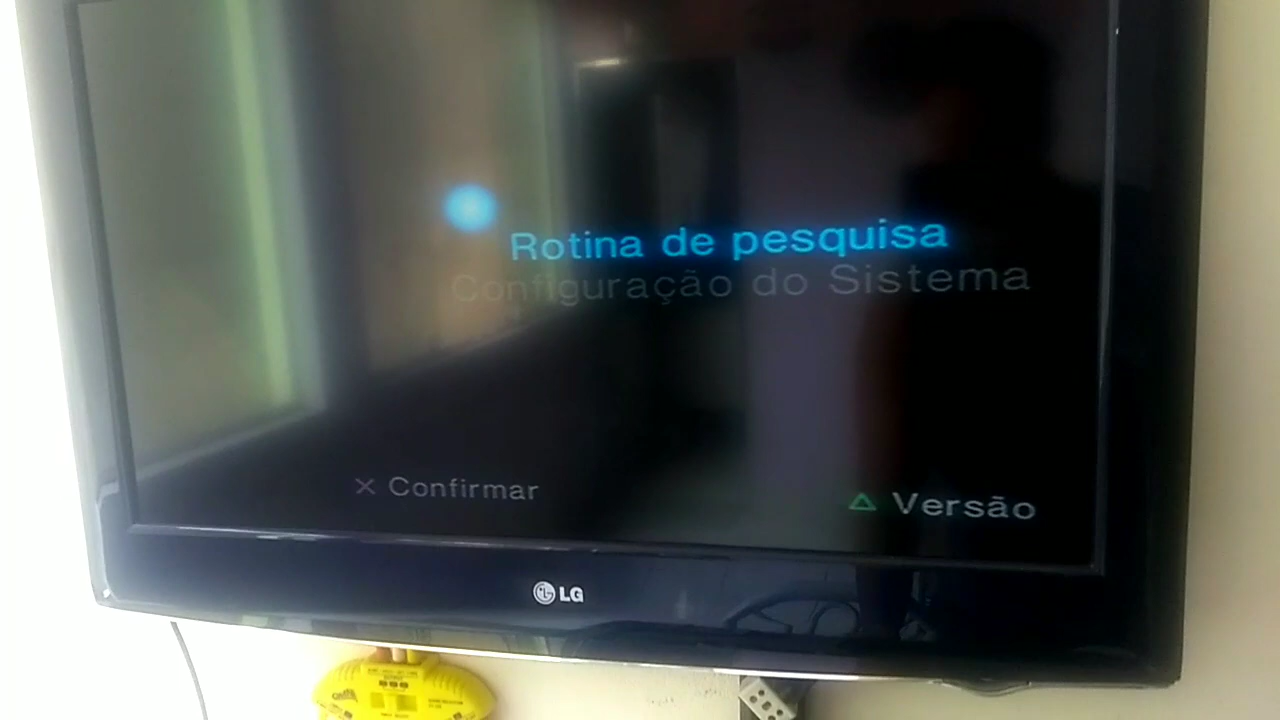 Rotina de pesquisa
Configuração do Sistema
Confirmar
Versão
LG